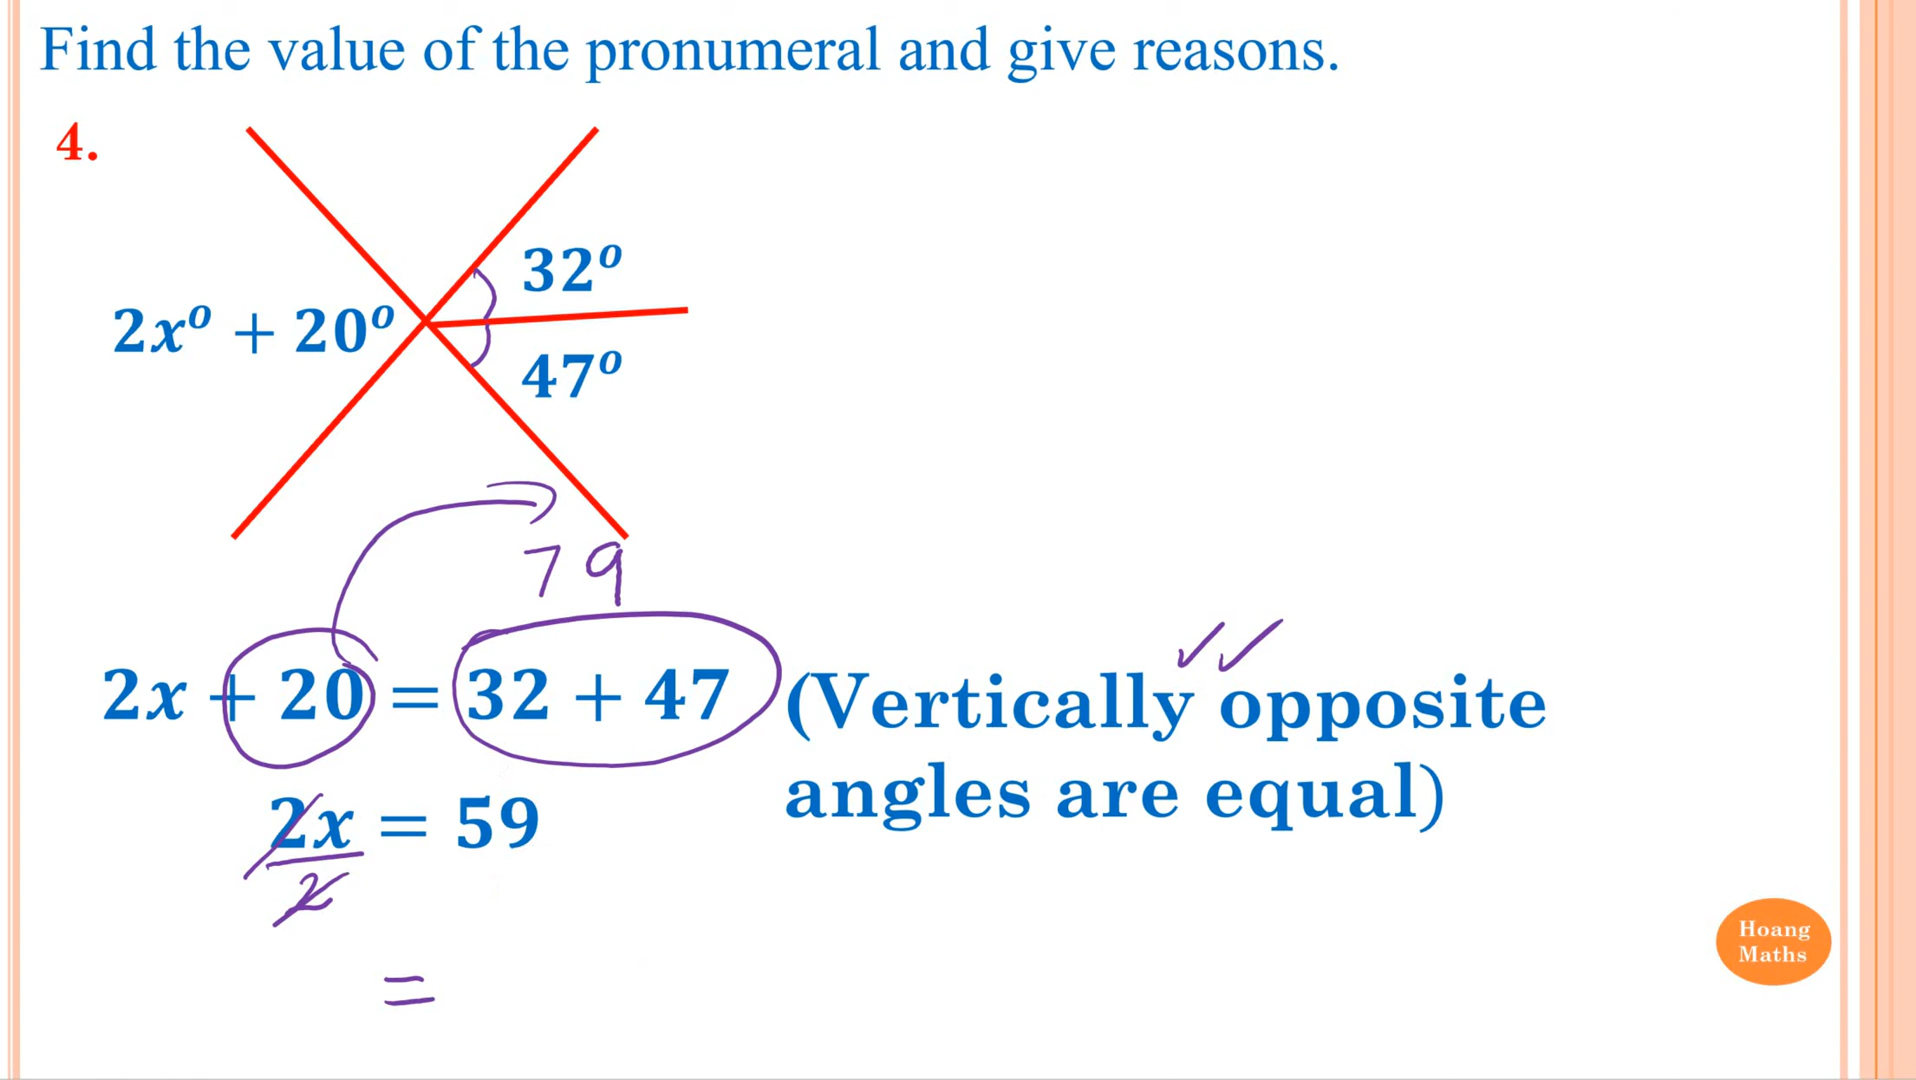 Find the value of the pronumeral and give reasons.
4.
32°
2x° + 20°
47°
79
2x + 20 = 32 + 47 (Vertically opposite
angles are equal)
2x = 59
2
=
Hoang
Maths